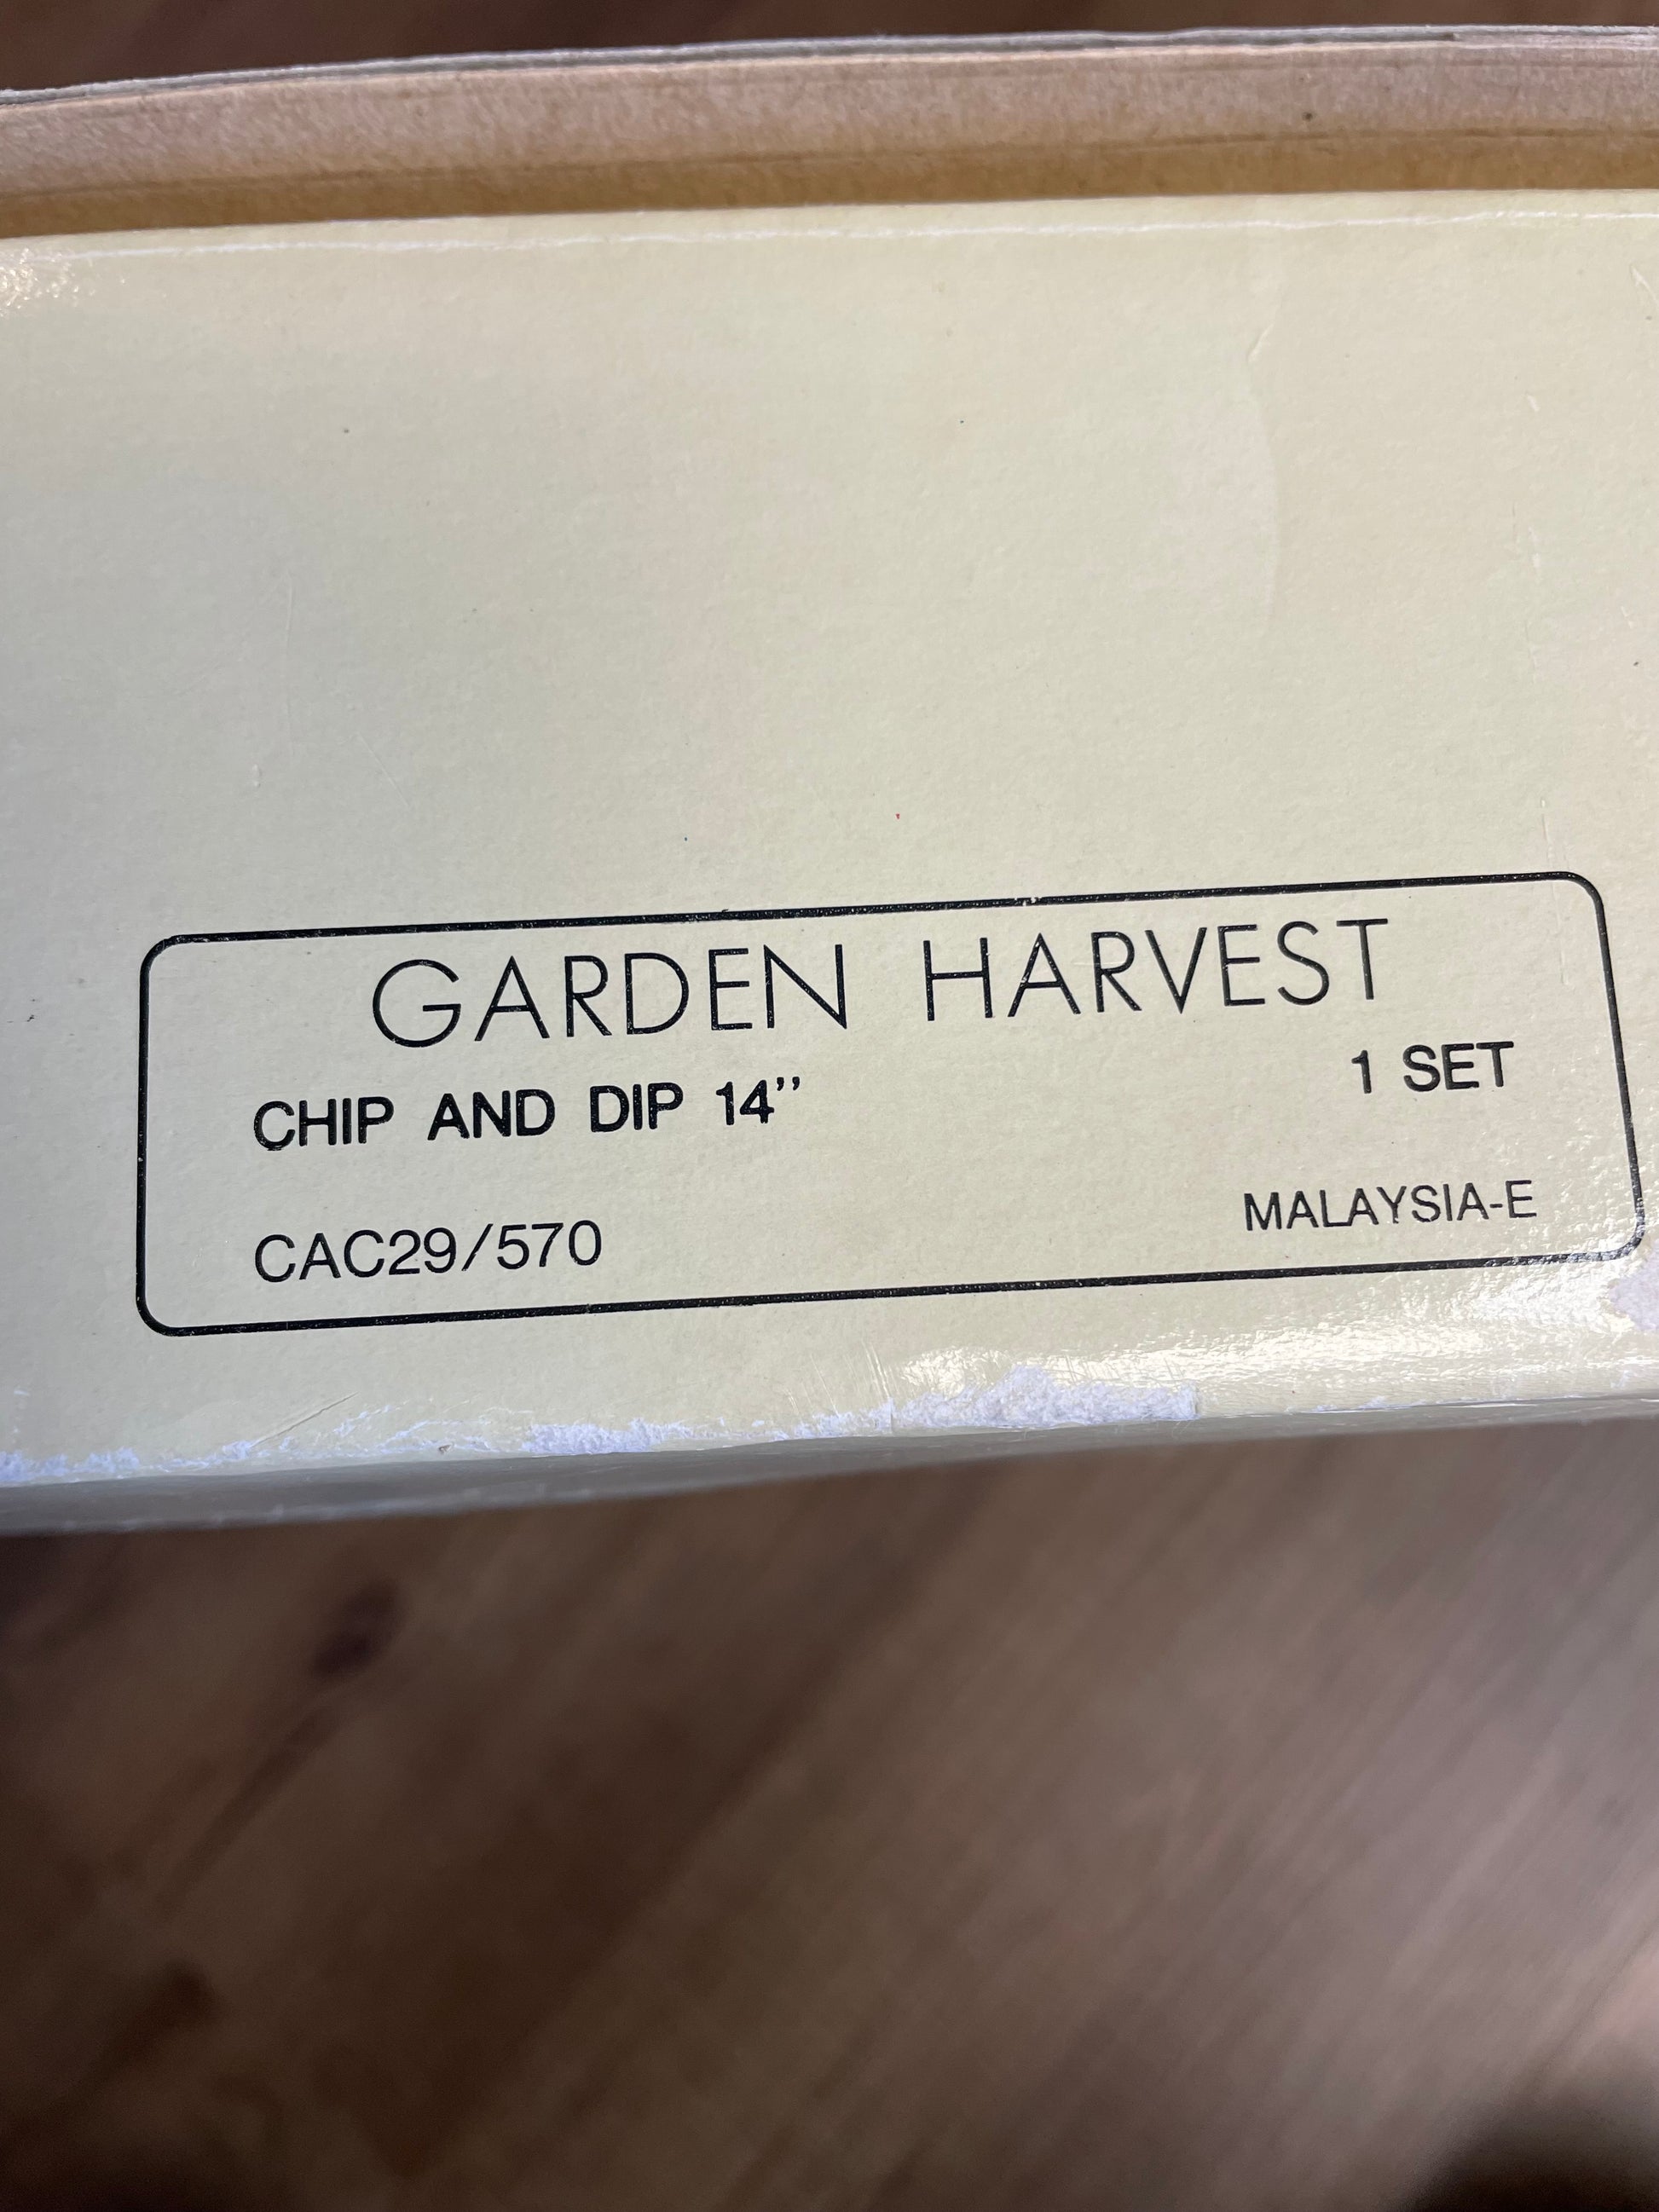 GARDEN HARVEST
CHIP AND DIP 14” 1 SET
CAC29/570 MALAYSIA-E